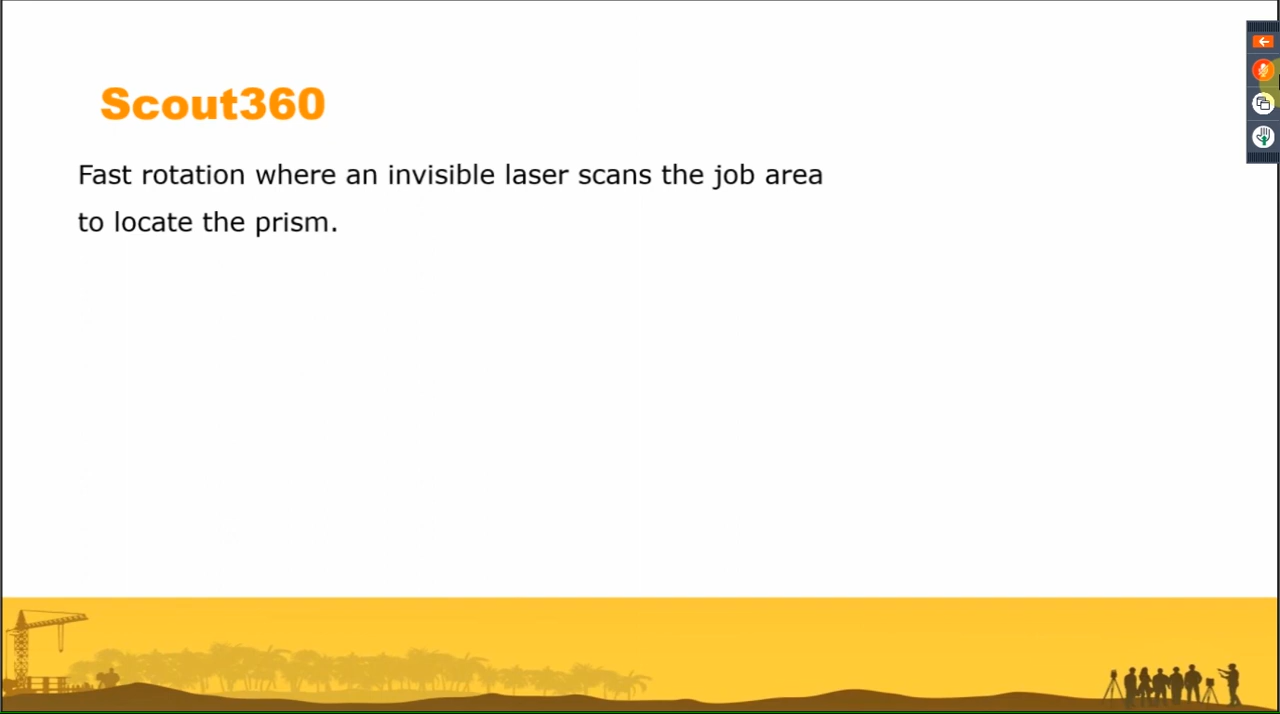 Scout360
Fast rotation where an invisible laser scans the job area
to locate the prism.